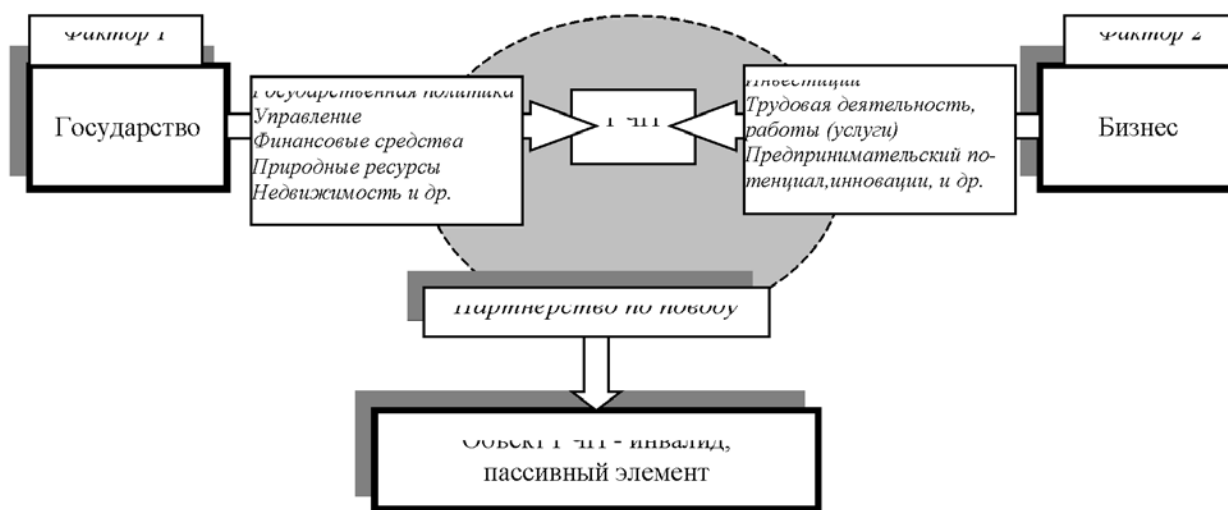 Фактор 1
Фактор 2
Государство
Государственная политика
Управление
Финансовые средства
Природные ресурсы
Недвижимость и др.
ГЧП
Инвестиции
Трудовая деятельность,
работы (услуги)
Предпринимательский по-
тенциал,инновации, и др.
Бизнес
Партнерство по поводу
Объект ГЧП - инвалид,
пассивный элемент